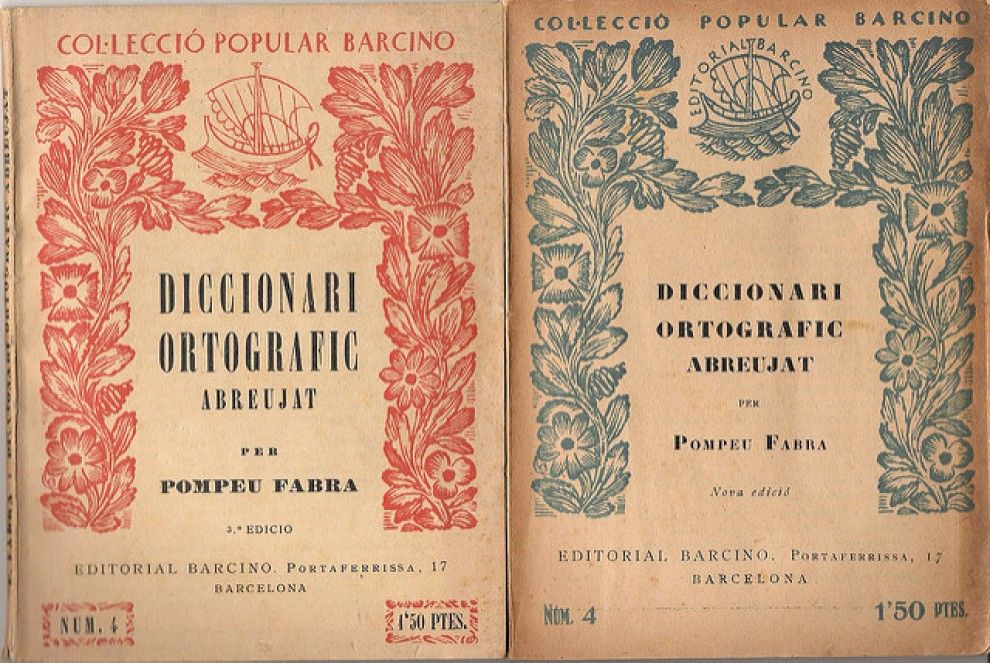 COL·LECCIÓ POPULAR BARCINO
DICCIONARI
ORTOGRAFIC
ABREUJAT
PER
POMPEU FABRA
3.ª EDICIO
EDITORIAL BARCINO. PORTAFERRISSA, 17
BARCELONA
NUM. 4
1'50 PTES.
COL·LECCIÓ POPULAR BARCINO
EDITORIAL BARCINO
DICCIONARI
ORTOGRAFIC
ABREUJAT
PER
POMPEU FABRA
Nova edició
EDITORIAL BARCINO. PORTAFERRISSA, 17
BARCELONA
NÚM. 4
1'50 PTES.